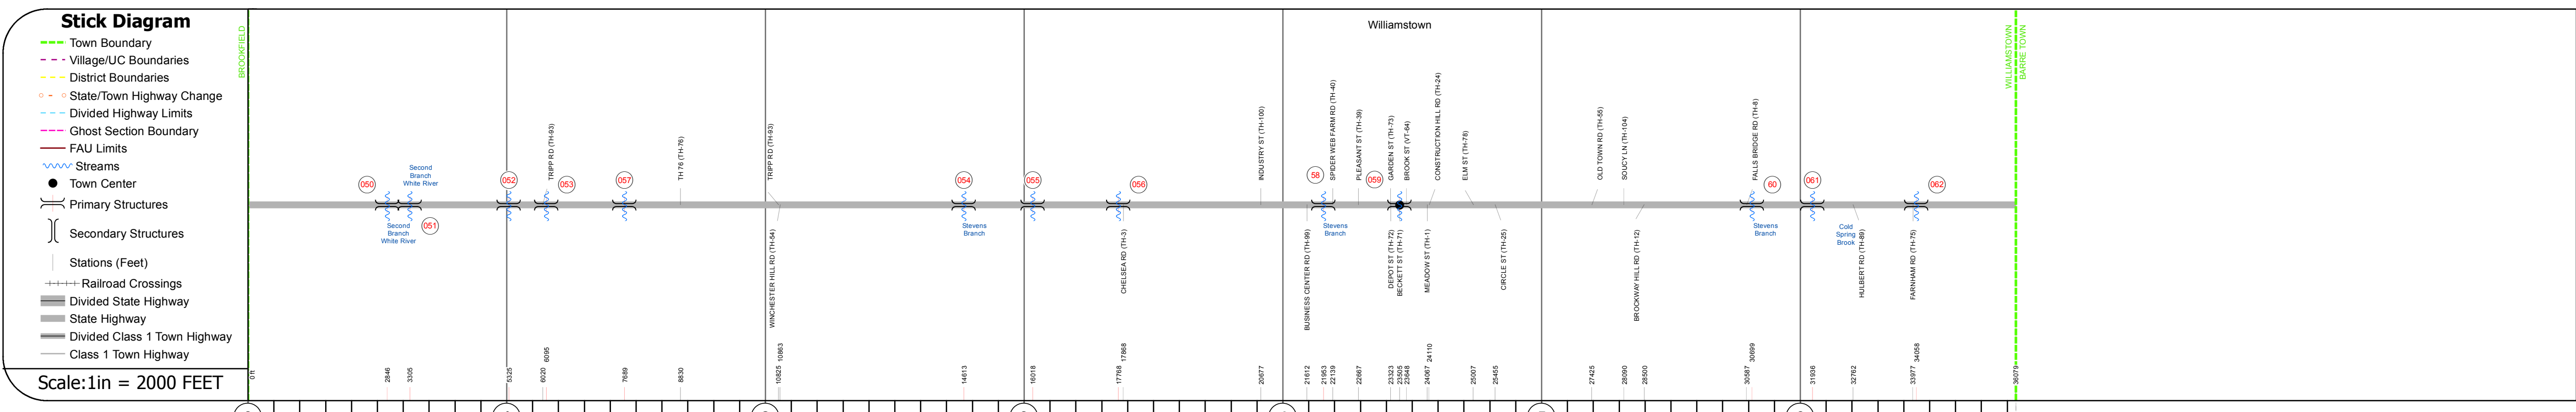 Stick Diagram
Town Boundary
Village/UC Boundaries
District Boundaries
State/Town Highway Change
Divided Highway Limits
Ghost Section Boundary
FAU Limits
Streams
Town Center
Primary Structures
Secondary Structures
Stations (Feet)
Railroad Crossings
Divided State Highway
State Highway
Divided Class 1 Town Highway
Class 1 Town Highway
Scale:1in = 2000 FEET
BROOKFIELD
Williamstown
WILLIAMSTOWN
BARRE TOWN
TRIPP RD (TH-93)
TH 76 (TH-76)
TRIPP RD (TH-93)
INDUSTRY ST (TH-100)
SPIDER WEB FARM RD (TH-40)
PLEASANT ST (TH-39)
GARDEN ST (TH-73)
BROOK ST (VT-64)
CONSTRUCTION HILL RD (TH-24)
ELM ST (TH-78)
OLD TOWN RD (TH-55)
SOUCY LN (TH-104)
FALLS BRIDGE RD (TH-8)
050
Second
Branch
White River
052
053
057
054
055
056
58
059
60
061
062
Second
Branch
White River
051
Stevens
Branch
Stevens
Branch
Stevens
Branch
Cold
Spring
Brook
WINCHESTER HILL RD (TH-54)
CHELSEA RD (TH-3)
BUSINESS CENTER RD (TH-99)
DEPOT ST (TH-72)
BECKETT ST (TH-71)
MEADOW ST (TH-1)
CIRCLE ST (TH-25)
BROCKWAY HILL RD (TH-12)
HULBERT RD (TH-89)
FARNHAM RD (TH-75)
0 ft
2846
3305
5325
6020
6095
7689
8830
10825
10863
14613
16018
17768
17868
20677
21612
21953
22139
22667
23323
23505
23648
24067
24110
25007
25455
27425
28090
28500
30587
30699
31936
32762
33977
34058
36079